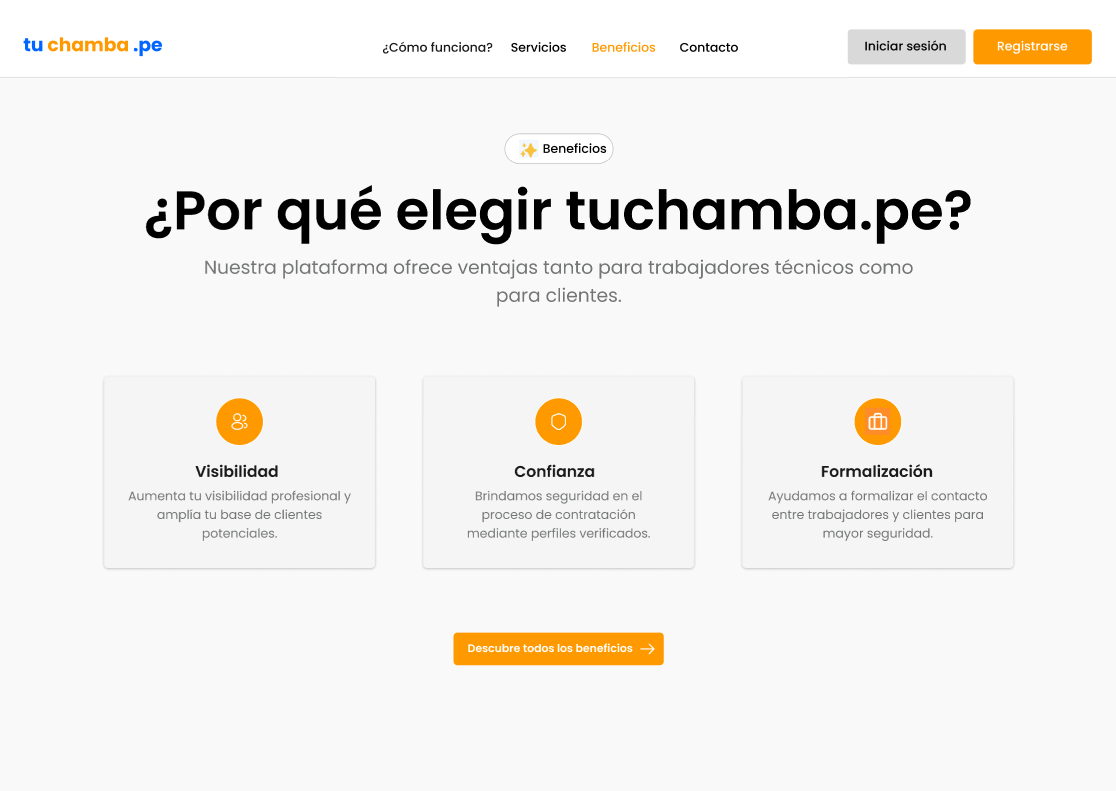 tu chamba .pe
¿Cómo funciona?
Servicios
Beneficios
Contacto
Iniciar sesión
Registrarse
✨ Beneficios
¿Por qué elegir tuchamba.pe?
Nuestra plataforma ofrece ventajas tanto para trabajadores técnicos como
para clientes.
Visibilidad
Aumenta tu visibilidad profesional y
amplía tu base de clientes
potenciales.
Confianza
Brindamos seguridad en el
proceso de contratación
mediante perfiles verificados.
Formalización
Ayudamos a formalizar el contacto
entre trabajadores y clientes para
mayor seguridad.
Descubre todos los beneficios →